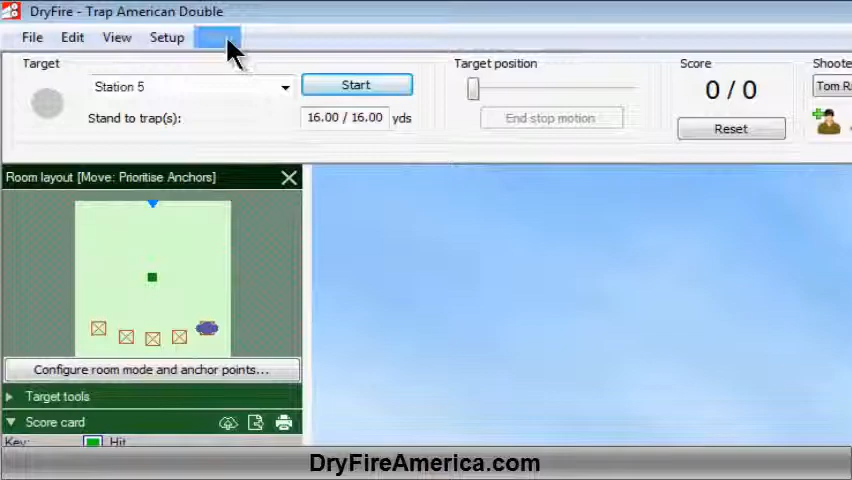 DryFire - Trap American Double
File Edit View Setup
Target Target position Score Shoote
Station 5 Start 0 / 0 Tom R
Stand to trap(s): 16.00 / 16.00 yds End stop motion Reset
Room layout [Move: Prioritise Anchors]
Configure room mode and anchor points...
Target tools
Score card
Key: Hit
DryFireAmerica.com